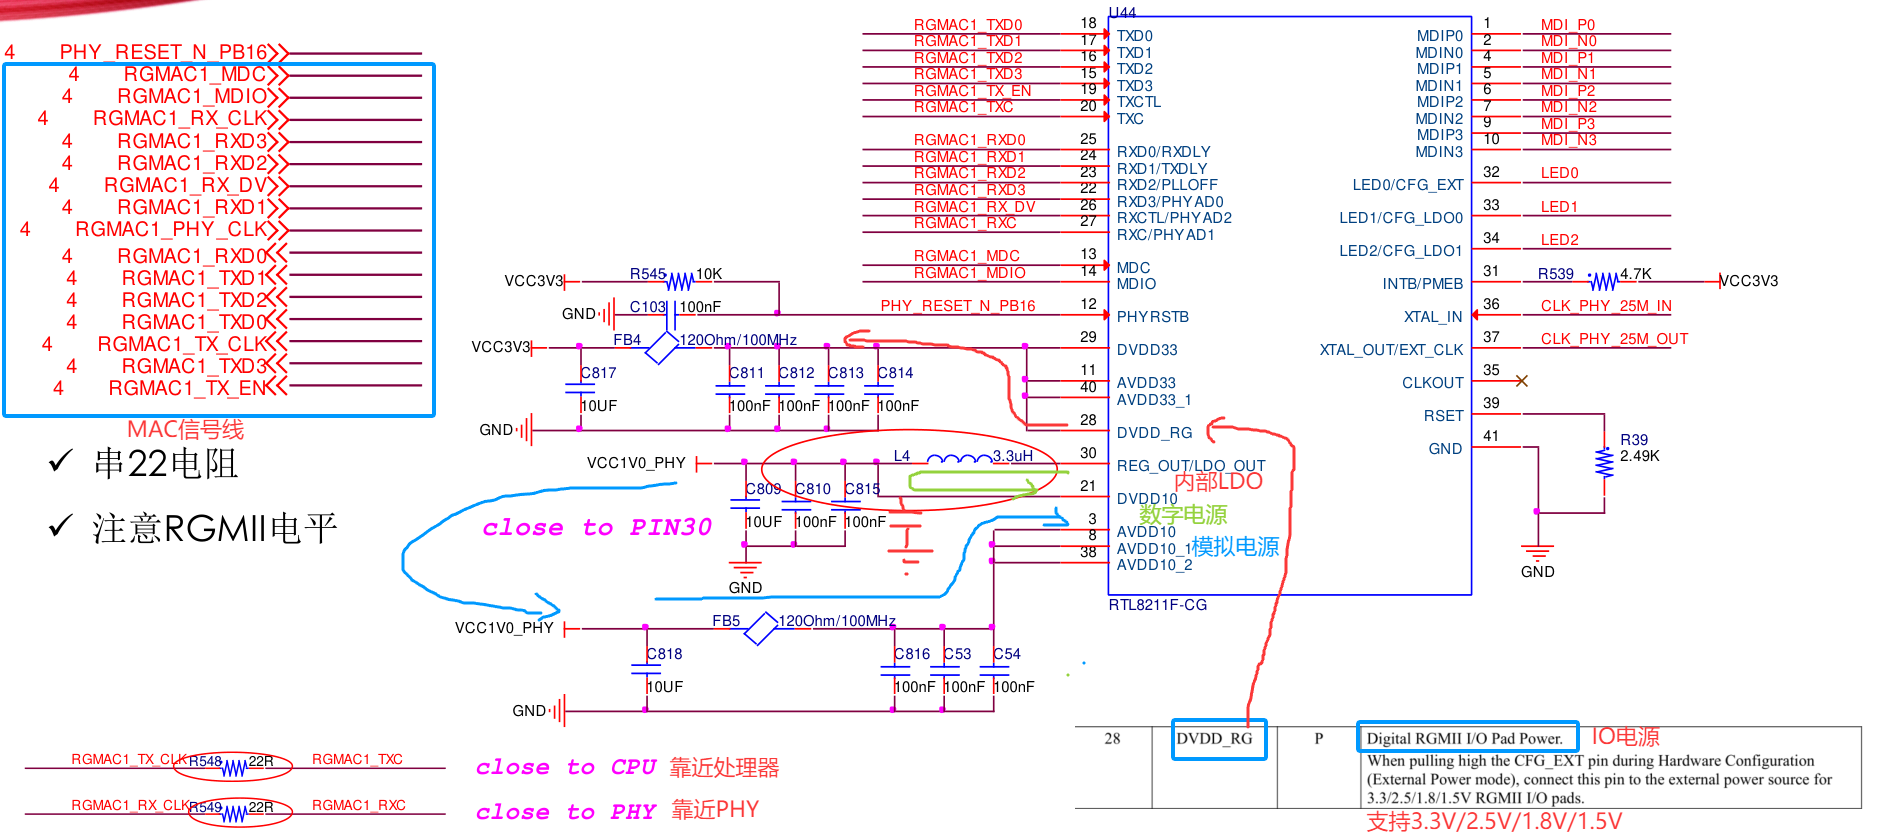 4 PHY_RESET_N_PB16
4 RGMAC1_MDC
4 RGMAC1_MDIO
4 RGMAC1_RX_CLK
4 RGMAC1_RXD3
4 RGMAC1_RXD2
4 RGMAC1_RX_DV
4 RGMAC1_RXD1
4 RGMAC1_PHY_CLK
4 RGMAC1_RXD0
4 RGMAC1_TXD1
4 RGMAC1_TXD2
4 RGMAC1_TXD0
4 RGMAC1_TX_CLK
4 RGMAC1_TXD3
4 RGMAC1_TX_EN
MAC信号线
✓ 串22电阻
✓ 注意RGMII电平
U44
RGMAC1_TXD0 18 TXD0
RGMAC1_TXD1 17 TXD1
RGMAC1_TXD2 16 TXD2
RGMAC1_TXD3 15 TXD3
RGMAC1_TX_EN 19 TXCTL
RGMAC1_TXC 20 TXC
RGMAC1_RXD0 25 RXD0/RXDLY
RGMAC1_RXD1 24 RXD1/TXDLY
RGMAC1_RXD2 23 RXD2/PLLOFF
RGMAC1_RXD3 22 RXD3/PHYAD0
RGMAC1_RX_DV 26 RXCTL/PHYAD2
RGMAC1_RXC 27 RXC/PHYAD1
RGMAC1_MDC 13 MDC
RGMAC1_MDIO 14 MDIO
VCC3V3 R545 10K
GND C103 100nF PHY_RESET_N_PB16 12 PHYRSTB
VCC3V3 FB4 120Ohm/100MHz 29 DVDD33
11 AVDD33
40 AVDD33_1
C817 C811 C812 C813 C814
10UF 100nF 100nF 100nF 100nF
GND 28 DVDD_RG
VCC1V0_PHY L4 3.3uH 30 REG_OUT/LDO_OUT
内部LDO
C809 C810 C815 21 DVDD10
10UF 100nF 100nF
数字电源
close to PIN30
3 AVDD10
8 AVDD10_1 模拟电源
38 AVDD10_2
GND
RTL8211F-CG
VCC1V0_PHY FB5 120Ohm/100MHz
C818 C816 C53 C54
10UF 100nF 100nF 100nF
GND
MDIP0 1 MDI_P0
MDIN0 2 MDI_N0
MDIP1 4 MDI_P1
MDIN1 5 MDI_N1
MDIP2 6 MDI_P2
MDIN2 7 MDI_N2
MDIP3 9 MDI_P3
MDIN3 10 MDI_N3
LED0/CFG_EXT 32 LED0
LED1/CFG_LDO0 33 LED1
LED2/CFG_LDO1 34 LED2
INTB/PMEB 31 R539 4.7K VCC3V3
XTAL_IN 36 CLK_PHY_25M_IN
XTAL_OUT/EXT_CLK 37 CLK_PHY_25M_OUT
CLKOUT 35
RSET 39
GND 41
R39
2.49K
GND
RGMAC1_TX_CLK R548 22R RGMAC1_TXC close to CPU 靠近处理器
RGMAC1_RX_CLK R549 22R RGMAC1_RXC close to PHY 靠近PHY
28 DVDD_RG P Digital RGMII I/O Pad Power. IO电源
When pulling high the CFG_EXT pin during Hardware Configuration
(External Power mode), connect this pin to the external power source for
3.3/2.5/1.8/1.5V RGMII I/O pads.
支持3.3V/2.5V/1.8V/1.5V